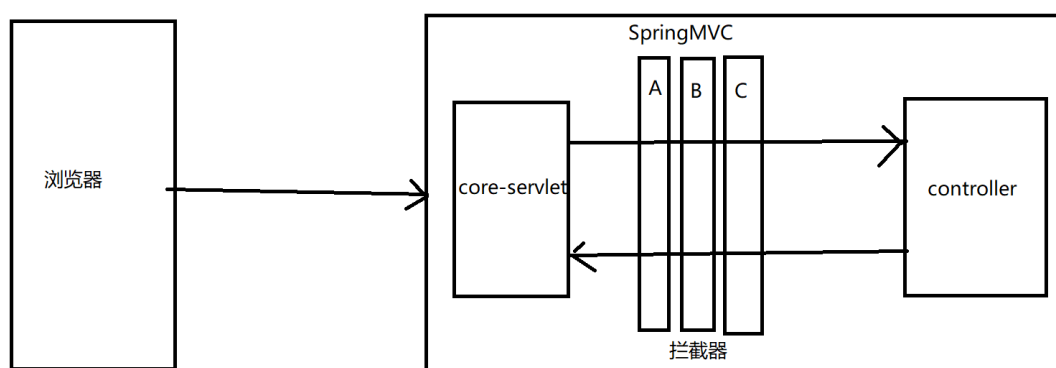 SpringMVC
A
B
C
浏览器
core-servlet
controller
拦截器